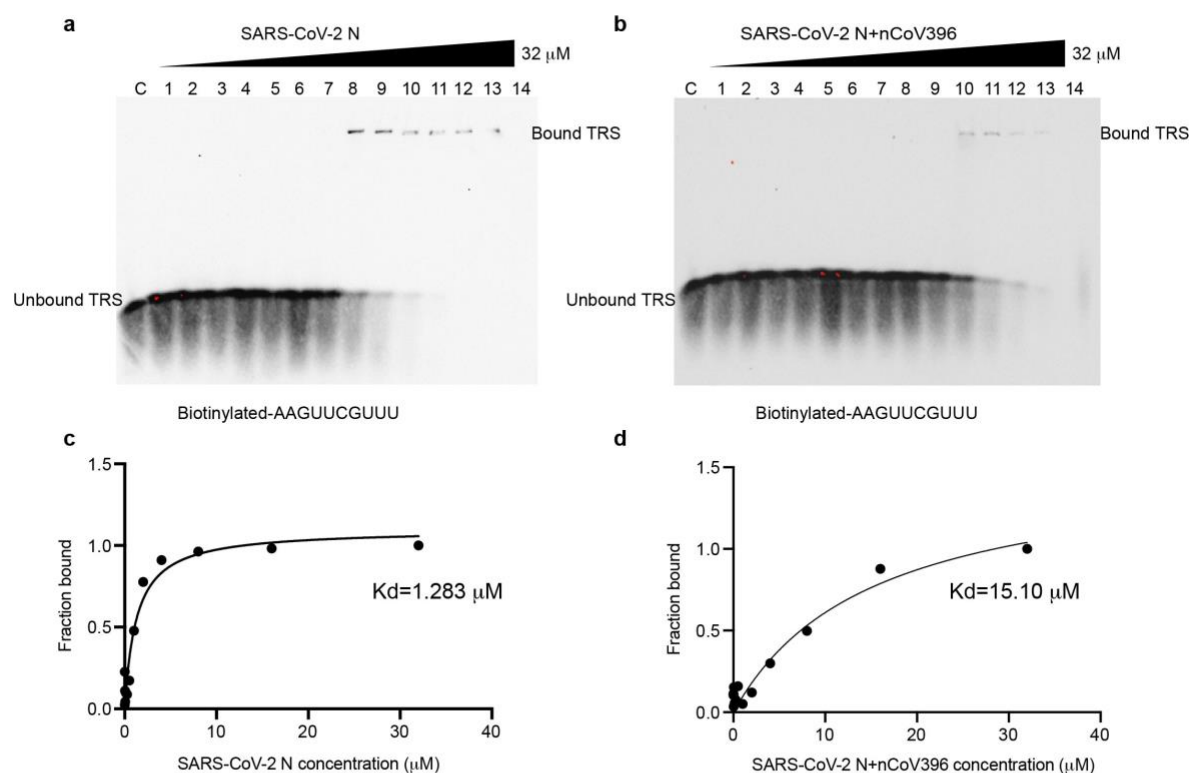 a
SARS-CoV-2 N
32 μM
C 1 2 3 4 5 6 7 8 9 10 11 12 13 14
Bound TRS
Unbound TRS
Biotinylated-AAGUUCGUUU
b
SARS-CoV-2 N+nCoV396
32 μM
C 1 2 3 4 5 6 7 8 9 10 11 12 13 14
Bound TRS
Unbound TRS
Biotinylated-AAGUUCGUUU
c
Fraction bound
1.5
1.0
0.5
0.0
Kd=1.283 μM
0 10 20 30 40
SARS-CoV-2 N concentration (μM)
d
Fraction bound
1.5
1.0
0.5
0.0
Kd=15.10 μM
0 10 20 30 40
SARS-CoV-2 N+nCoV396 concentration (μM)